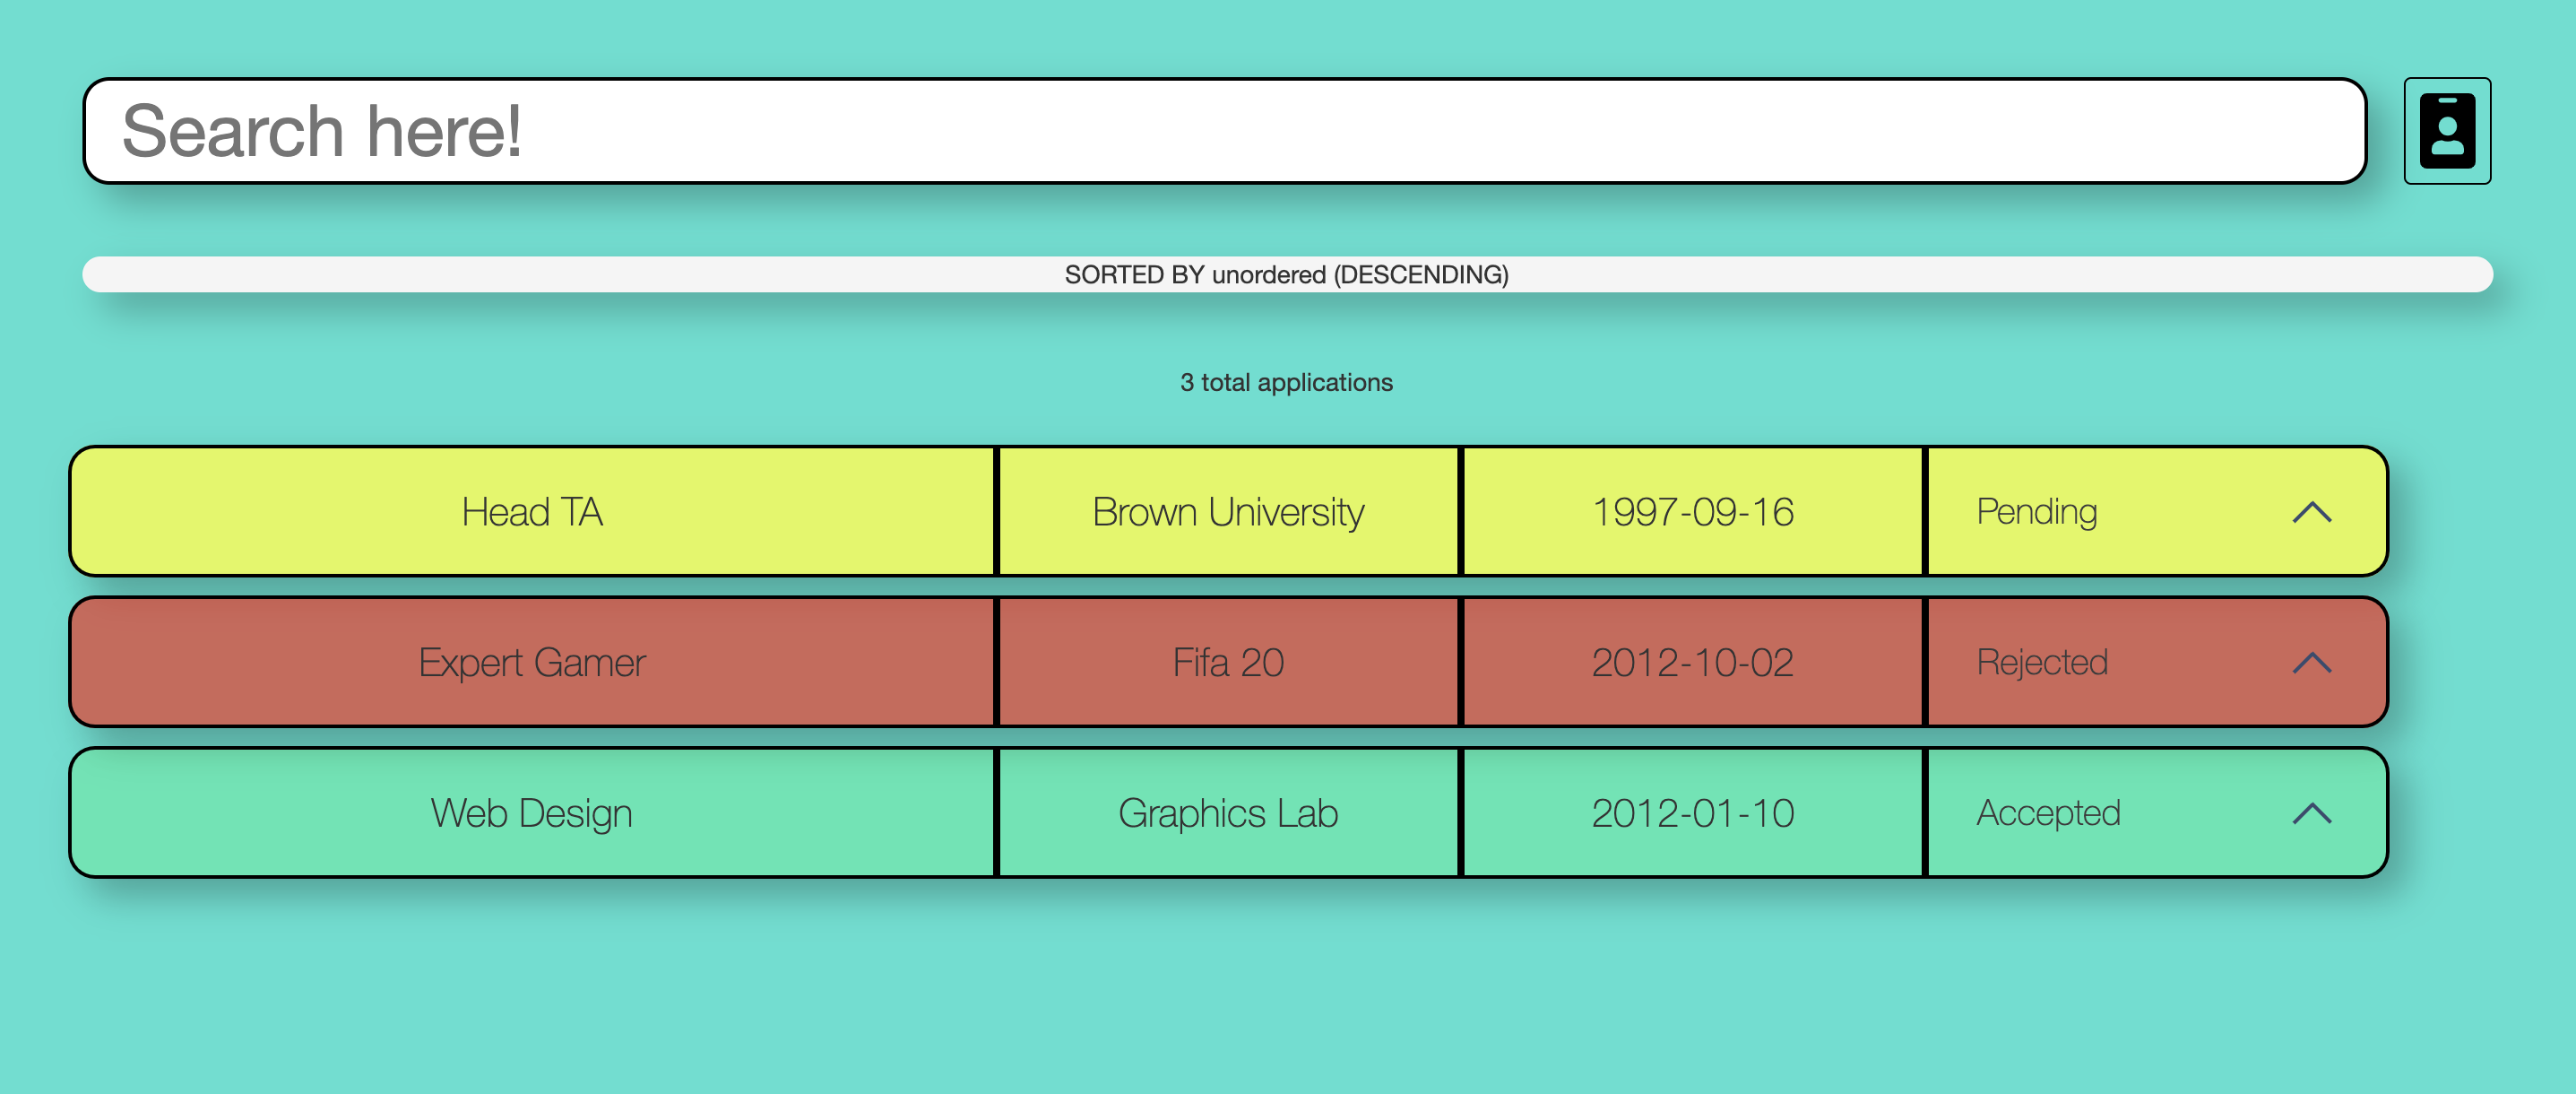 Search here!
SORTED BY unordered (DESCENDING)
3 total applications
Head TA Brown University 1997-09-16 Pending
Expert Gamer Fifa 20 2012-10-02 Rejected
Web Design Graphics Lab 2012-01-10 Accepted